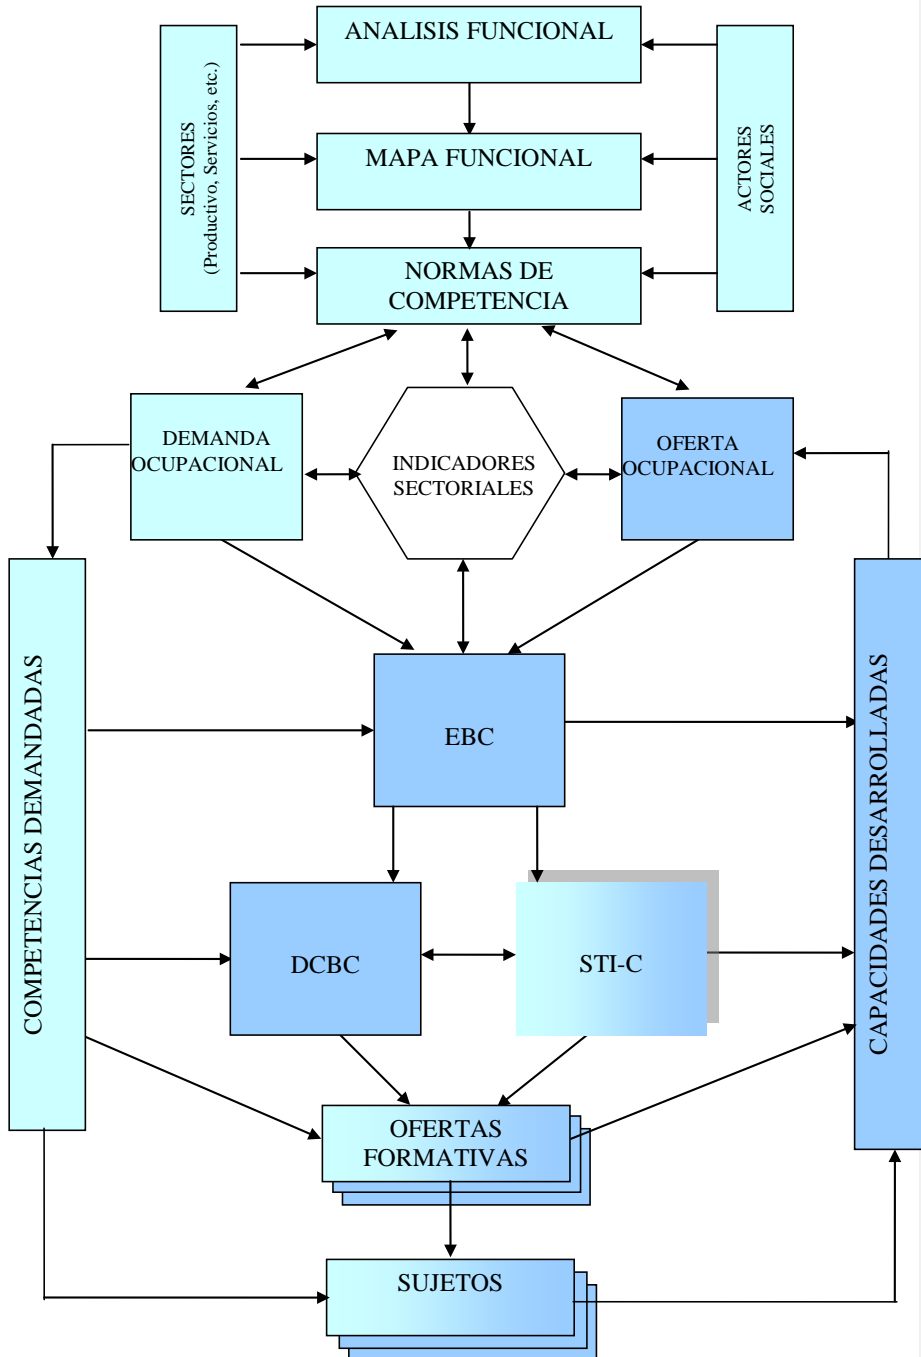 ANALISIS FUNCIONAL
SECTORES
(Productivo, Servicios, etc.)
ACTORES
SOCIALES
MAPA FUNCIONAL
NORMAS DE
COMPETENCIA
DEMANDA
OCUPACIONAL
INDICADORES
SECTORIALES
OFERTA
OCUPACIONAL
COMPETENCIAS DEMANDADAS
EBC
CAPACIDADES DESARROLLADAS
DCBC
STI-C
OFERTAS
FORMATIVAS
SUJETOS